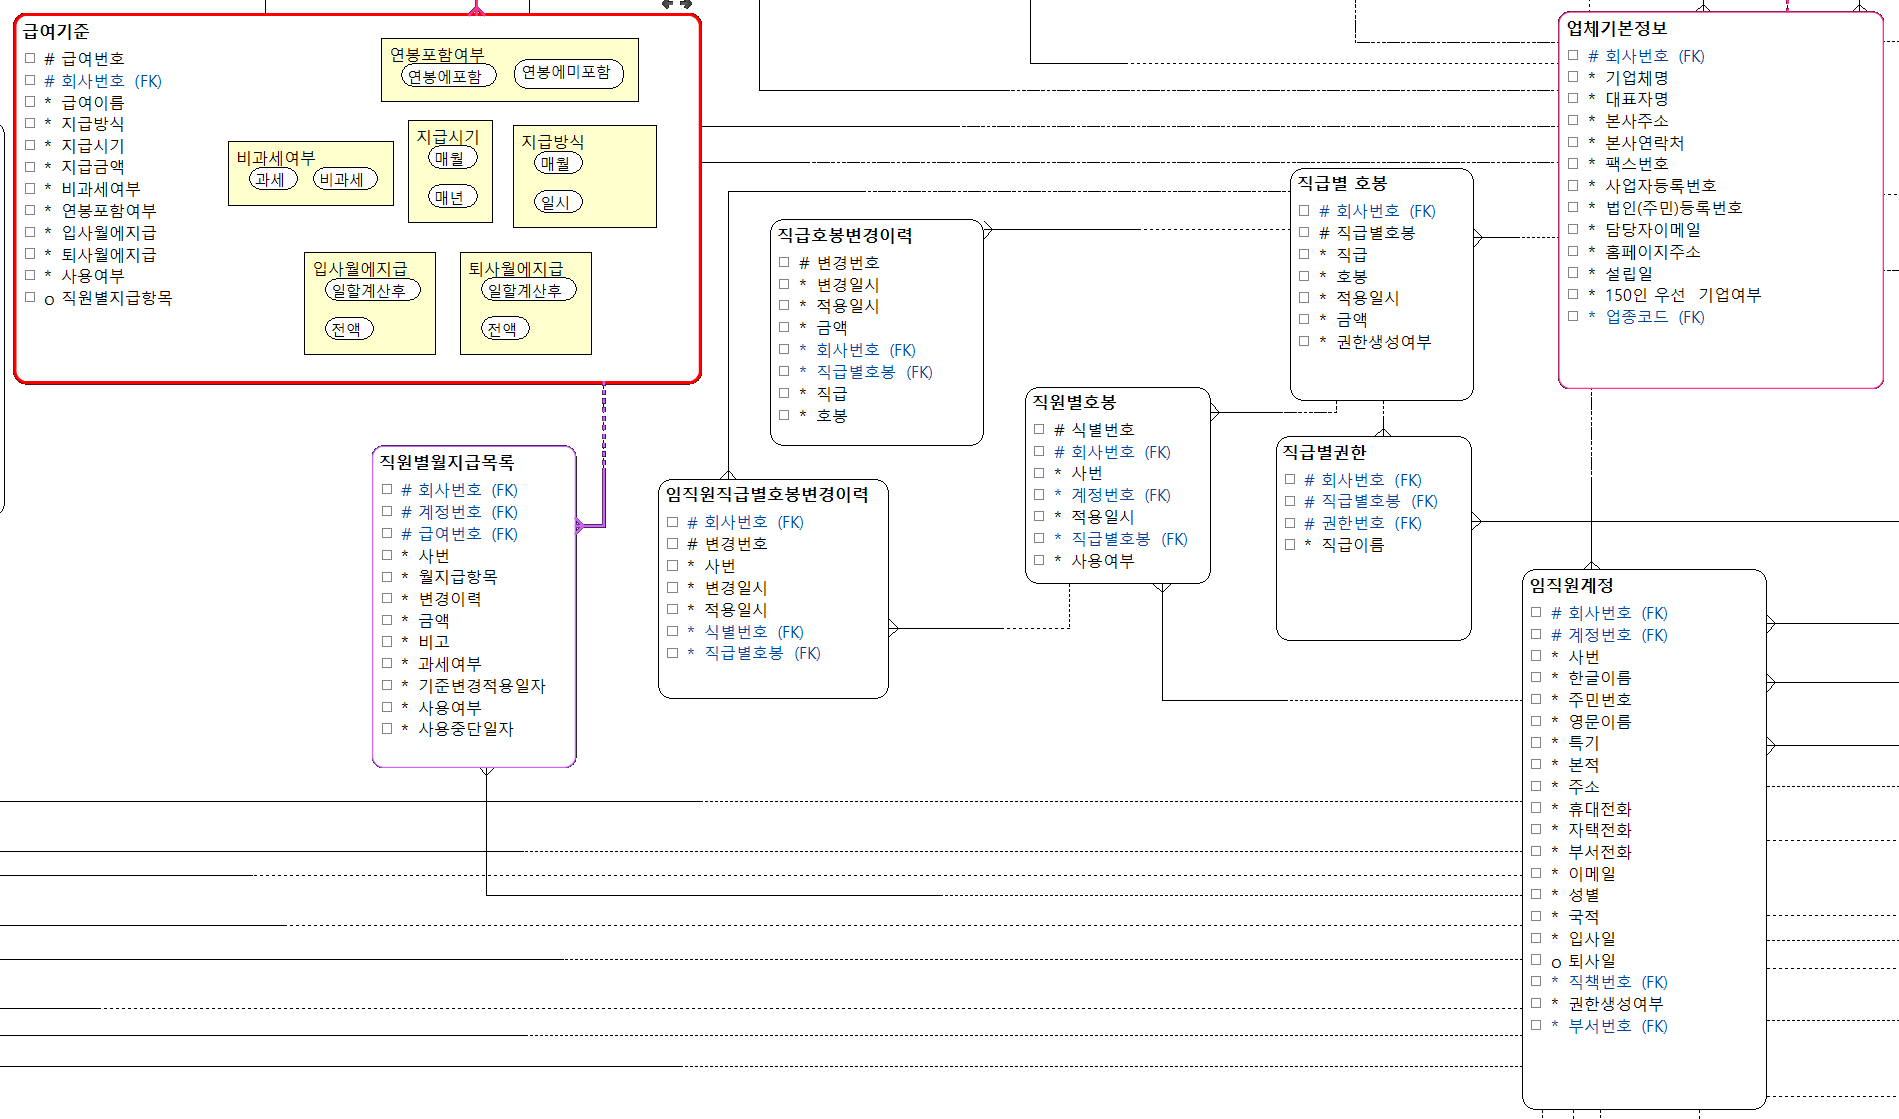 급여기준
# 급여번호
# 회사번호 (FK)
* 급여이름
* 지급방식
* 지급시기
* 지급금액
* 비과세여부
* 연봉포함여부
* 입사월에지급
* 퇴사월에지급
* 사용여부
o 직원별지급항목
연봉포함여부
연봉에포함
연봉에미포함
비과세여부
과세
비과세
지급시기
매월
매년
지급방식
매월
일시
입사월에지급
일할계산후
전액
퇴사월에지급
일할계산후
전액
직원별월지급목록
# 회사번호 (FK)
# 계정번호 (FK)
# 급여번호 (FK)
* 사번
* 월지급항목
* 변경이력
* 금액
* 비고
* 과세여부
* 기준변경적용일자
* 사용여부
* 사용중단일자
직급호봉변경이력
# 변경번호
* 변경일시
* 적용일시
* 금액
* 회사번호 (FK)
* 직급별호봉 (FK)
* 직급
* 호봉
임직원직급별호봉변경이력
# 회사번호 (FK)
# 변경번호
* 사번
* 변경일시
* 적용일시
* 식별번호 (FK)
* 직급별호봉 (FK)
직원별호봉
# 식별번호
# 회사번호 (FK)
* 사번
* 계정번호 (FK)
* 적용일시
* 직급별호봉 (FK)
* 사용여부
직급별 호봉
# 회사번호 (FK)
# 직급별호봉
* 직급
* 호봉
* 적용일시
* 금액
* 권한생성여부
직급별권한
# 회사번호 (FK)
# 직급별호봉 (FK)
# 권한번호 (FK)
* 직급이름
업체기본정보
# 회사번호 (FK)
* 기업체명
* 대표자명
* 본사주소
* 본사연락처
* 팩스번호
* 사업자등록번호
* 법인(주민)등록번호
* 담당자이메일
* 홈페이지주소
* 설립일
* 150인 우선 기업여부
* 업종코드 (FK)
임직원계정
# 회사번호 (FK)
# 계정번호 (FK)
* 사번
* 한글이름
* 주민번호
* 영문이름
* 특기
* 본적
* 주소
* 휴대전화
* 자택전화
* 부서전화
* 이메일
* 성별
* 국적
* 입사일
o 퇴사일
* 직책번호 (FK)
* 권한생성여부
* 부서번호 (FK)